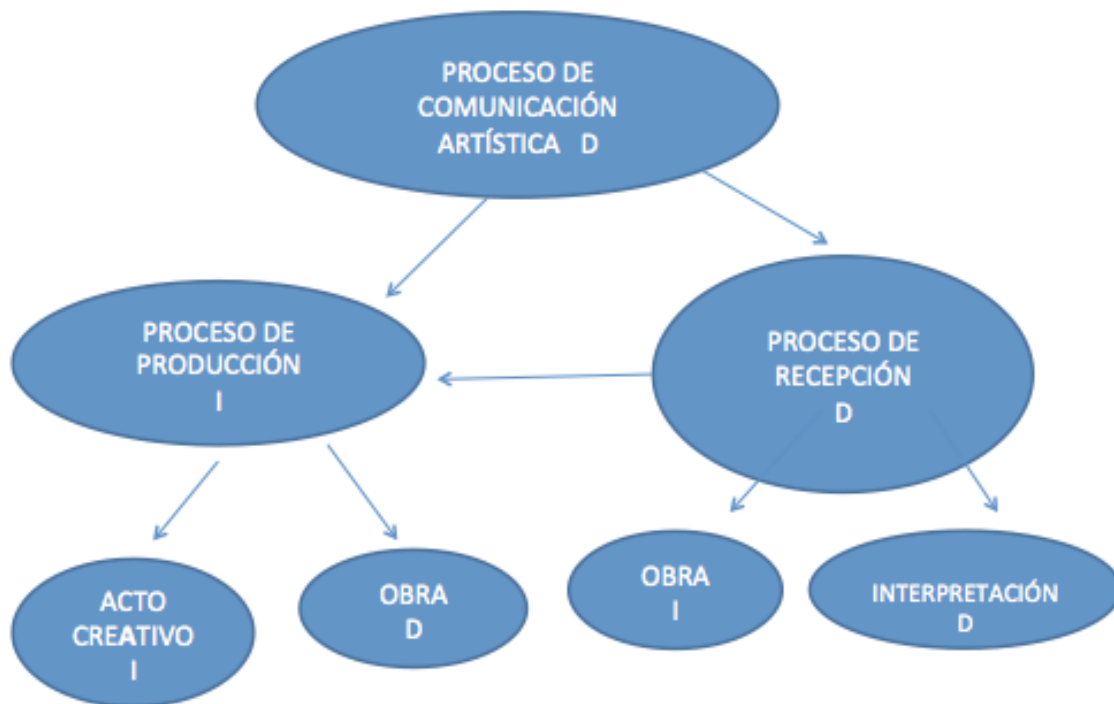 PROCESO DE
COMUNICACIÓN
ARTÍSTICA D
PROCESO DE
PRODUCCIÓN
I
PROCESO DE
RECEPCIÓN
D
ACTO
CREATIVO
I
OBRA
D
OBRA
I
INTERPRETACIÓN
D